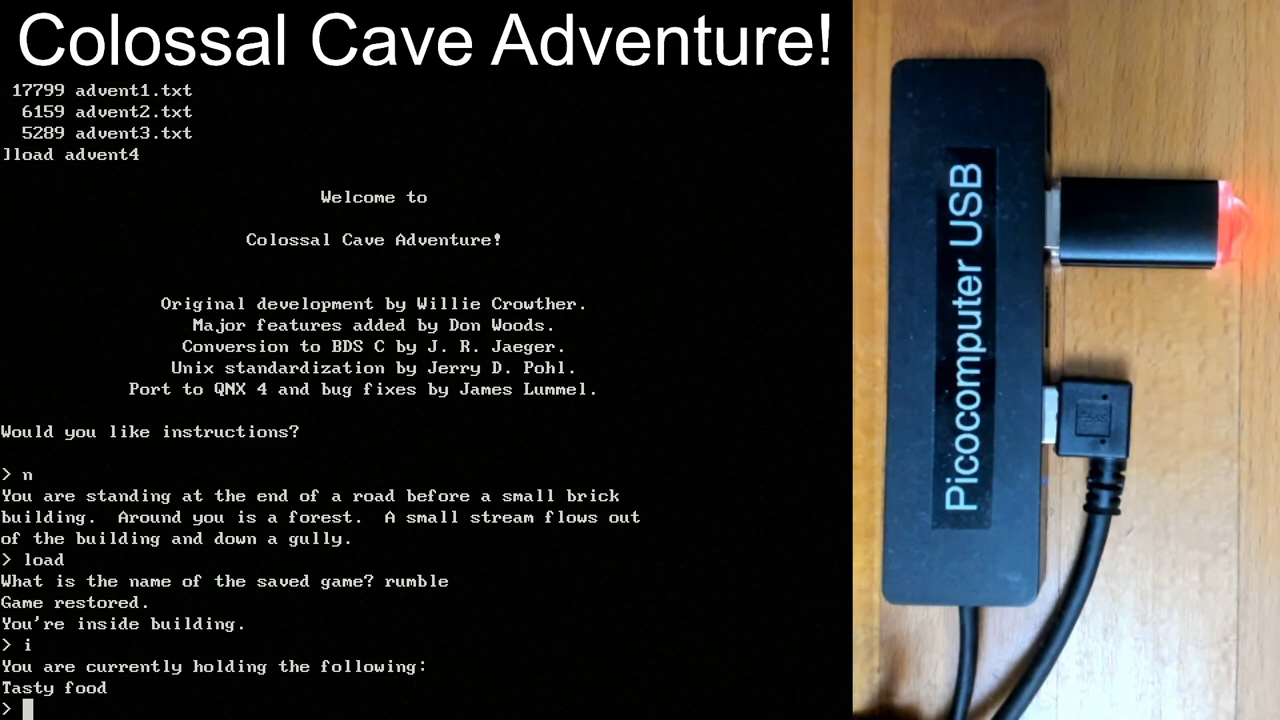 Colossal Cave Adventure!
17799 advent1.txt
6159 advent2.txt
5289 advent3.txt
]load advent4
Welcome to
Colossal Cave Adventure!
Original development by Willie Crowther.
Major features added by Don Woods.
Conversion to BDS C by J. R. Jaeger.
Unix standardization by Jerry D. Pohl.
Port to QNX 4 and bug fixes by James Lummel.
Would you like instructions?
> n
You are standing at the end of a road before a small brick
building.  Around you is a forest.  A small stream flows out
of the building and down a gully.
> load
What is the name of the saved game? rumble
Game restored.
You're inside building.
> i
You are currently holding the following:
Tasty food
>
Picocomputer USB